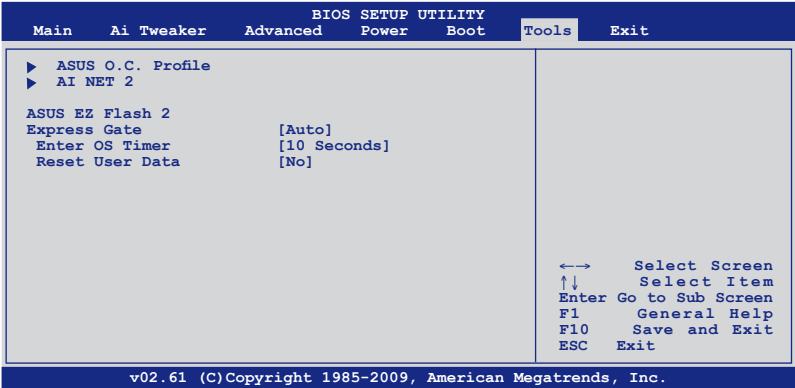 BIOS SETUP UTILITY
Main Ai Tweaker Advanced Power Boot Tools Exit
ASUS O.C. Profile
AI NET 2
ASUS EZ Flash 2
Express Gate [Auto]
Enter OS Timer [10 Seconds]
Reset User Data [No]
←→ Select Screen
↑↓ Select Item
Enter Go to Sub Screen
F1 General Help
F10 Save and Exit
ESC Exit
v02.61 (C)Copyright 1985-2009, American Megatrends, Inc.